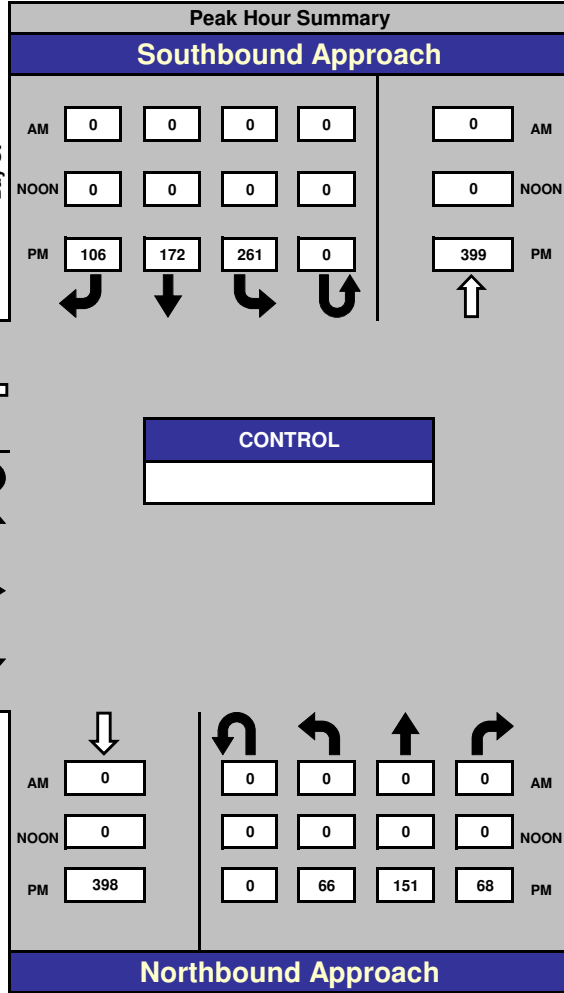 Peak Hour Summary
Southbound Approach
AM 0 0 0 0 0 AM
NOON 0 0 0 0 0 NOON
PM 106 172 261 0 399 PM
CONTROL
AM 0 0 0 0 0 AM
NOON 0 0 0 0 0 NOON
PM 398 0 66 151 68 PM
Northbound Approach